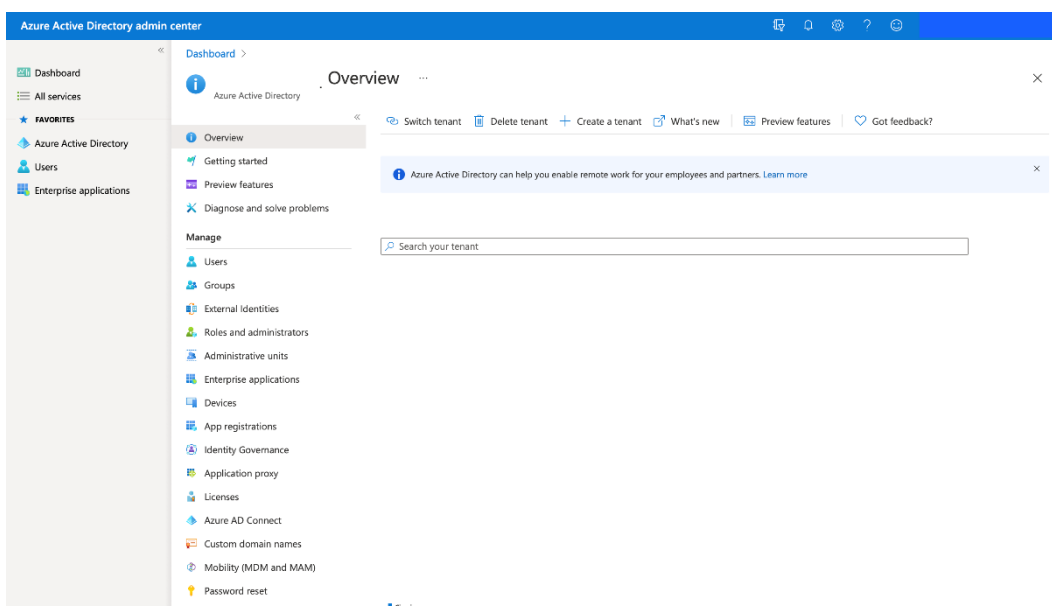 Azure Active Directory admin center
Dashboard
All services
FAVORITES
Azure Active Directory
Users
Enterprise applications
Dashboard >
. Overview ...
Azure Active Directory
Overview
Getting started
Preview features
Diagnose and solve problems
Manage
Users
Groups
External Identities
Roles and administrators
Administrative units
Enterprise applications
Devices
App registrations
Identity Governance
Application proxy
Licenses
Azure AD Connect
Custom domain names
Mobility (MDM and MAM)
Password reset
Switch tenant Delete tenant Create a tenant What's new Preview features Got feedback?
Azure Active Directory can help you enable remote work for your employees and partners. Learn more
Search your tenant